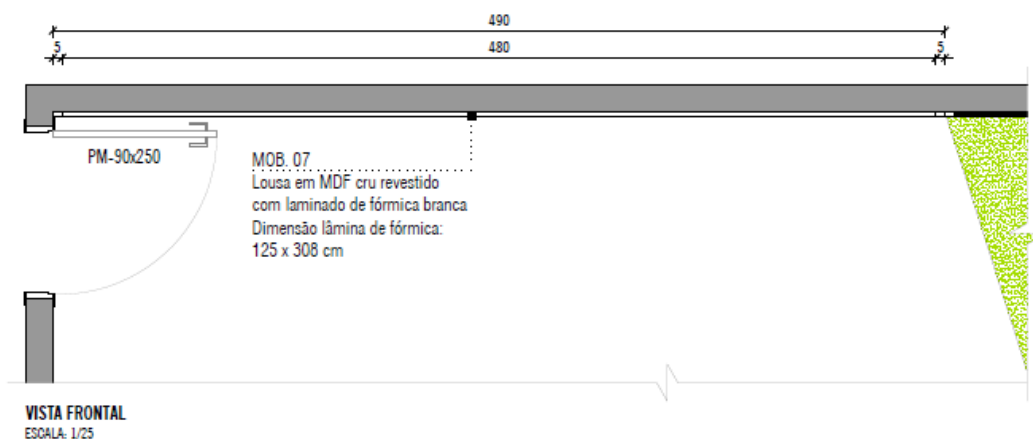 490
5 480 5
PM-90x250
MOB. 07
Lousa em MDF cru revestido
com laminado de fórmica branca
Dimensão lâmina de fórmica:
125 x 308 cm
VISTA FRONTAL
ESCALA: 1/25